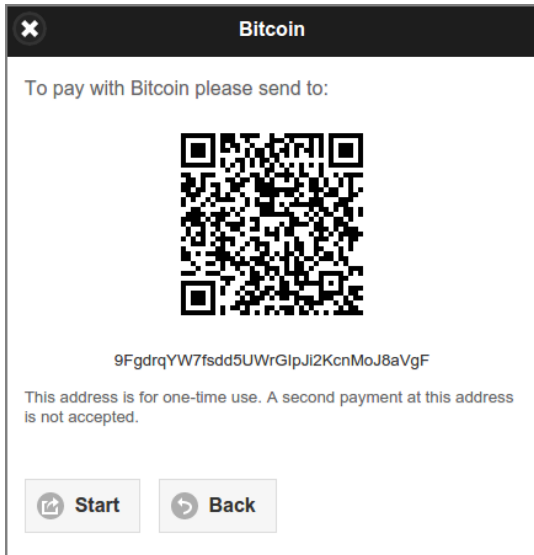 Bitcoin
To pay with Bitcoin please send to:
9FgdrqYW7fsdd5UWrGIpJi2KcnMoJ8aVgF
This address is for one-time use. A second payment at this address
is not accepted.
Start
Back